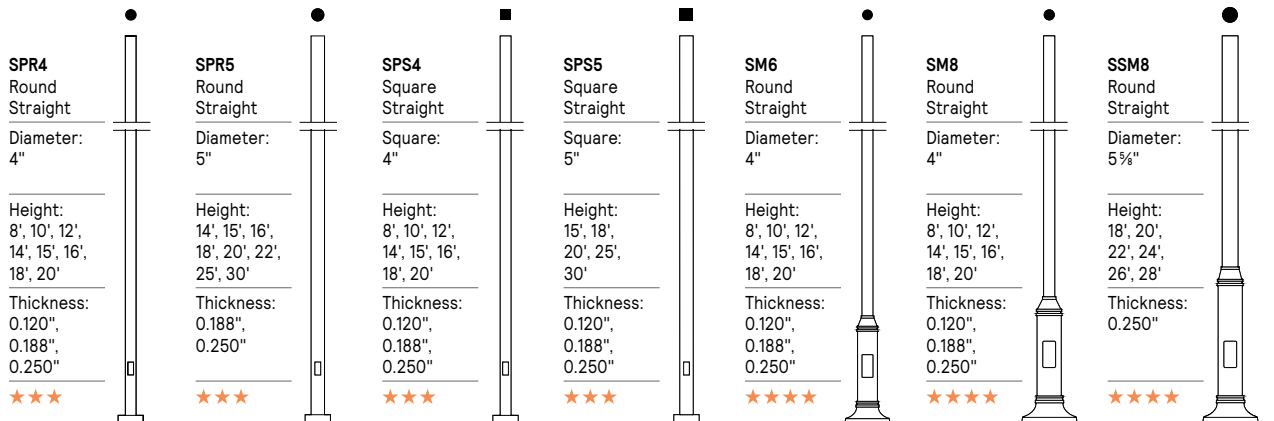 SPR4
Round
Straight
Diameter:
4"
Height:
8', 10', 12',
14', 15', 16',
18', 20'
Thickness:
0.120",
0.188",
0.250"
★★★
SPR5
Round
Straight
Diameter:
5"
Height:
14', 15', 16',
18', 20', 22',
25', 30'
Thickness:
0.188",
0.250"
★★★
SPS4
Square
Straight
Square:
4"
Height:
8', 10', 12',
14', 15', 16',
18', 20'
Thickness:
0.120",
0.188",
0.250"
★★★
SPS5
Square
Straight
Square:
5"
Height:
15', 18',
20', 25',
30'
Thickness:
0.120",
0.188",
0.250"
★★★
SM6
Round
Straight
Diameter:
4"
Height:
8', 10', 12',
14', 15', 16',
18', 20'
Thickness:
0.120",
0.188",
0.250"
★★★★
SM8
Round
Straight
Diameter:
4"
Height:
8', 10', 12',
14', 15', 16',
18', 20'
Thickness:
0.120",
0.188",
0.250"
★★★★
SSM8
Round
Straight
Diameter:
5 ⅝"
Height:
18', 20',
22', 24',
26', 28'
Thickness:
0.250"
★★★★